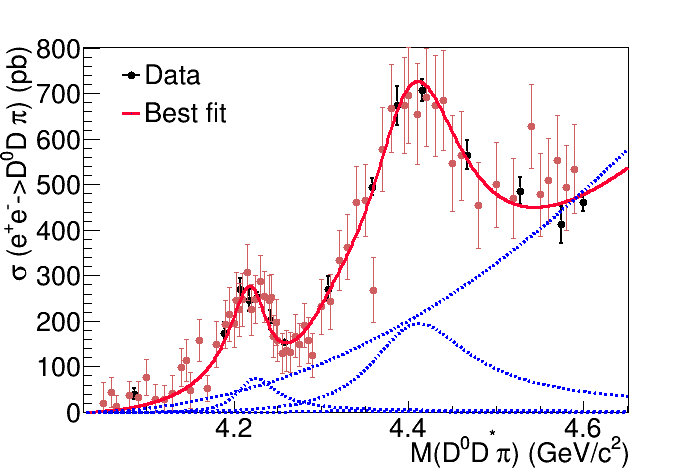 800
700
600
500
400
300
200
100
0
σ (e⁺e⁻->D⁰D π) (pb)
Data
Best fit
4.2 4.4 4.6
M(D⁰D*π) (GeV/c²)